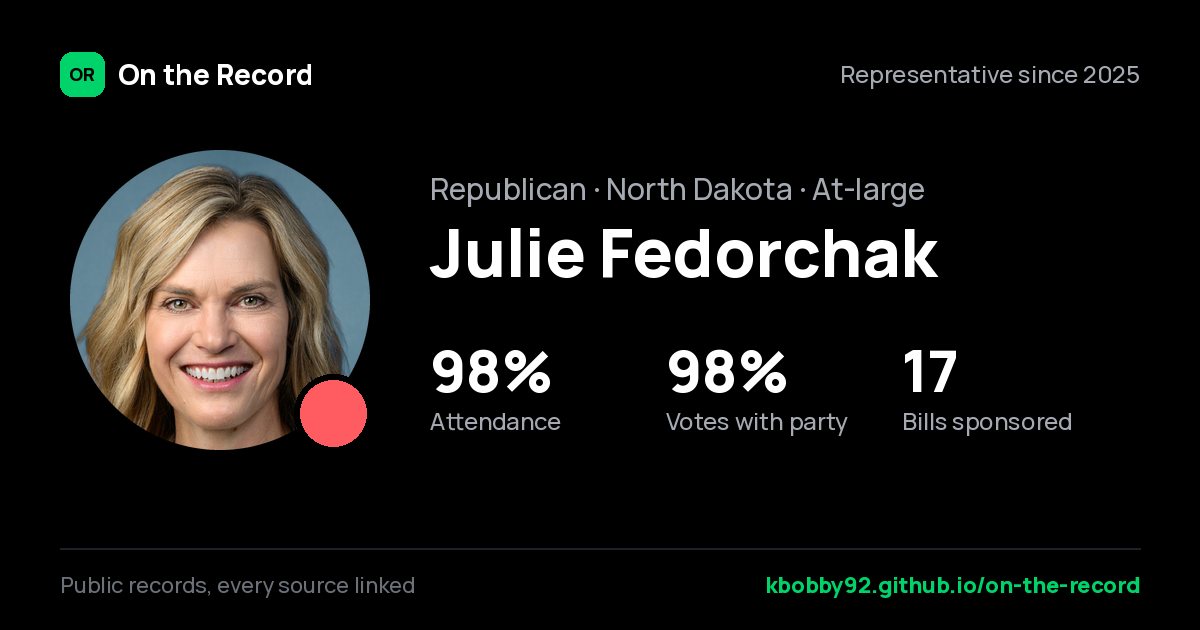 OR On the Record
Representative since 2025
Republican · North Dakota · At-large
Julie Fedorchak
98% 98% 17
Attendance Votes with party Bills sponsored
Public records, every source linked
kbobby92.github.io/on-the-record